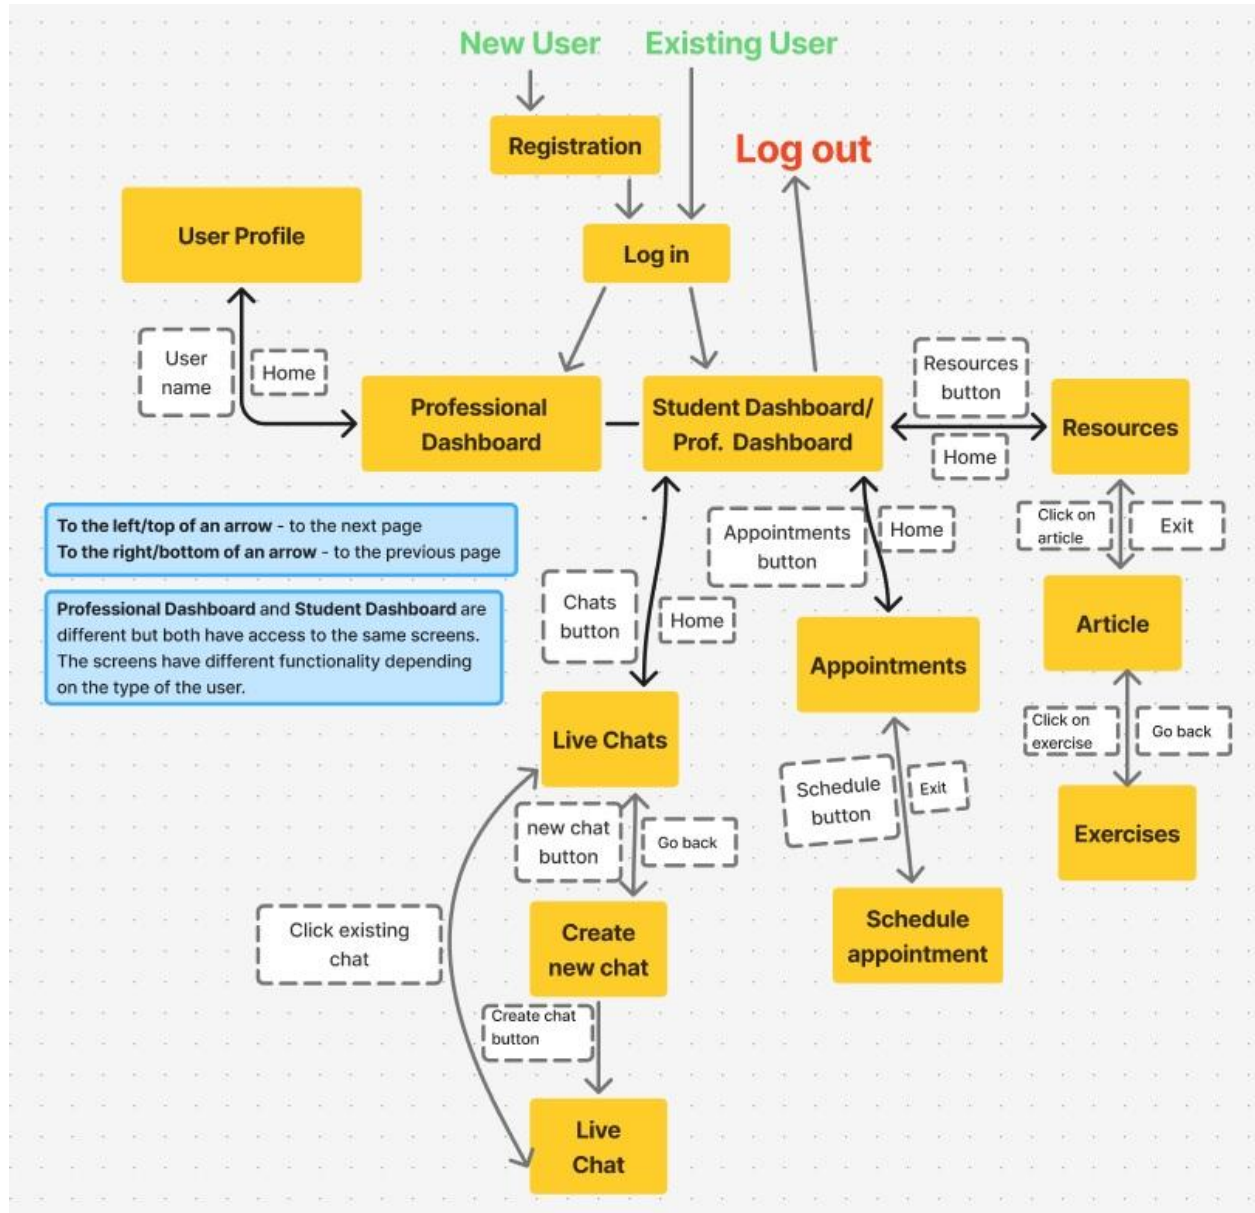 New User
Existing User
Registration
Log out
User Profile
Log in
User
name
Home
Professional
Dashboard
Student Dashboard/
Prof. Dashboard
Resources
button
Home
Resources
To the left/top of an arrow - to the next page
To the right/bottom of an arrow - to the previous page
Professional Dashboard and Student Dashboard are
different but both have access to the same screens.
The screens have different functionality depending
on the type of the user.
Chats
button
Home
Appointments
button
Home
Click on
article
Exit
Article
Appointments
Live Chats
Click on
exercise
Go back
Schedule
button
Exit
new chat
button
Go back
Exercises
Click existing
chat
Create
new chat
Schedule
appointment
Create chat
button
Live
Chat